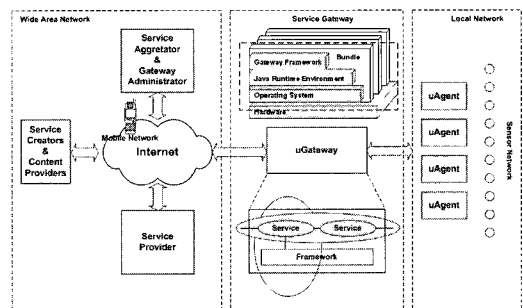 Wide Area Network
Service
Aggretator
&
Gateway
Administrator
Mobile Network
Internet
Service
Creators
&
Content
Providers
Service
Provider
Service Gateway
Gateway Framework
Bundle
Java Runtime Environment
Operating System
Hardware
uGateway
Service
Service
Framework
Local Network
uAgent
uAgent
uAgent
uAgent
Sensor Network